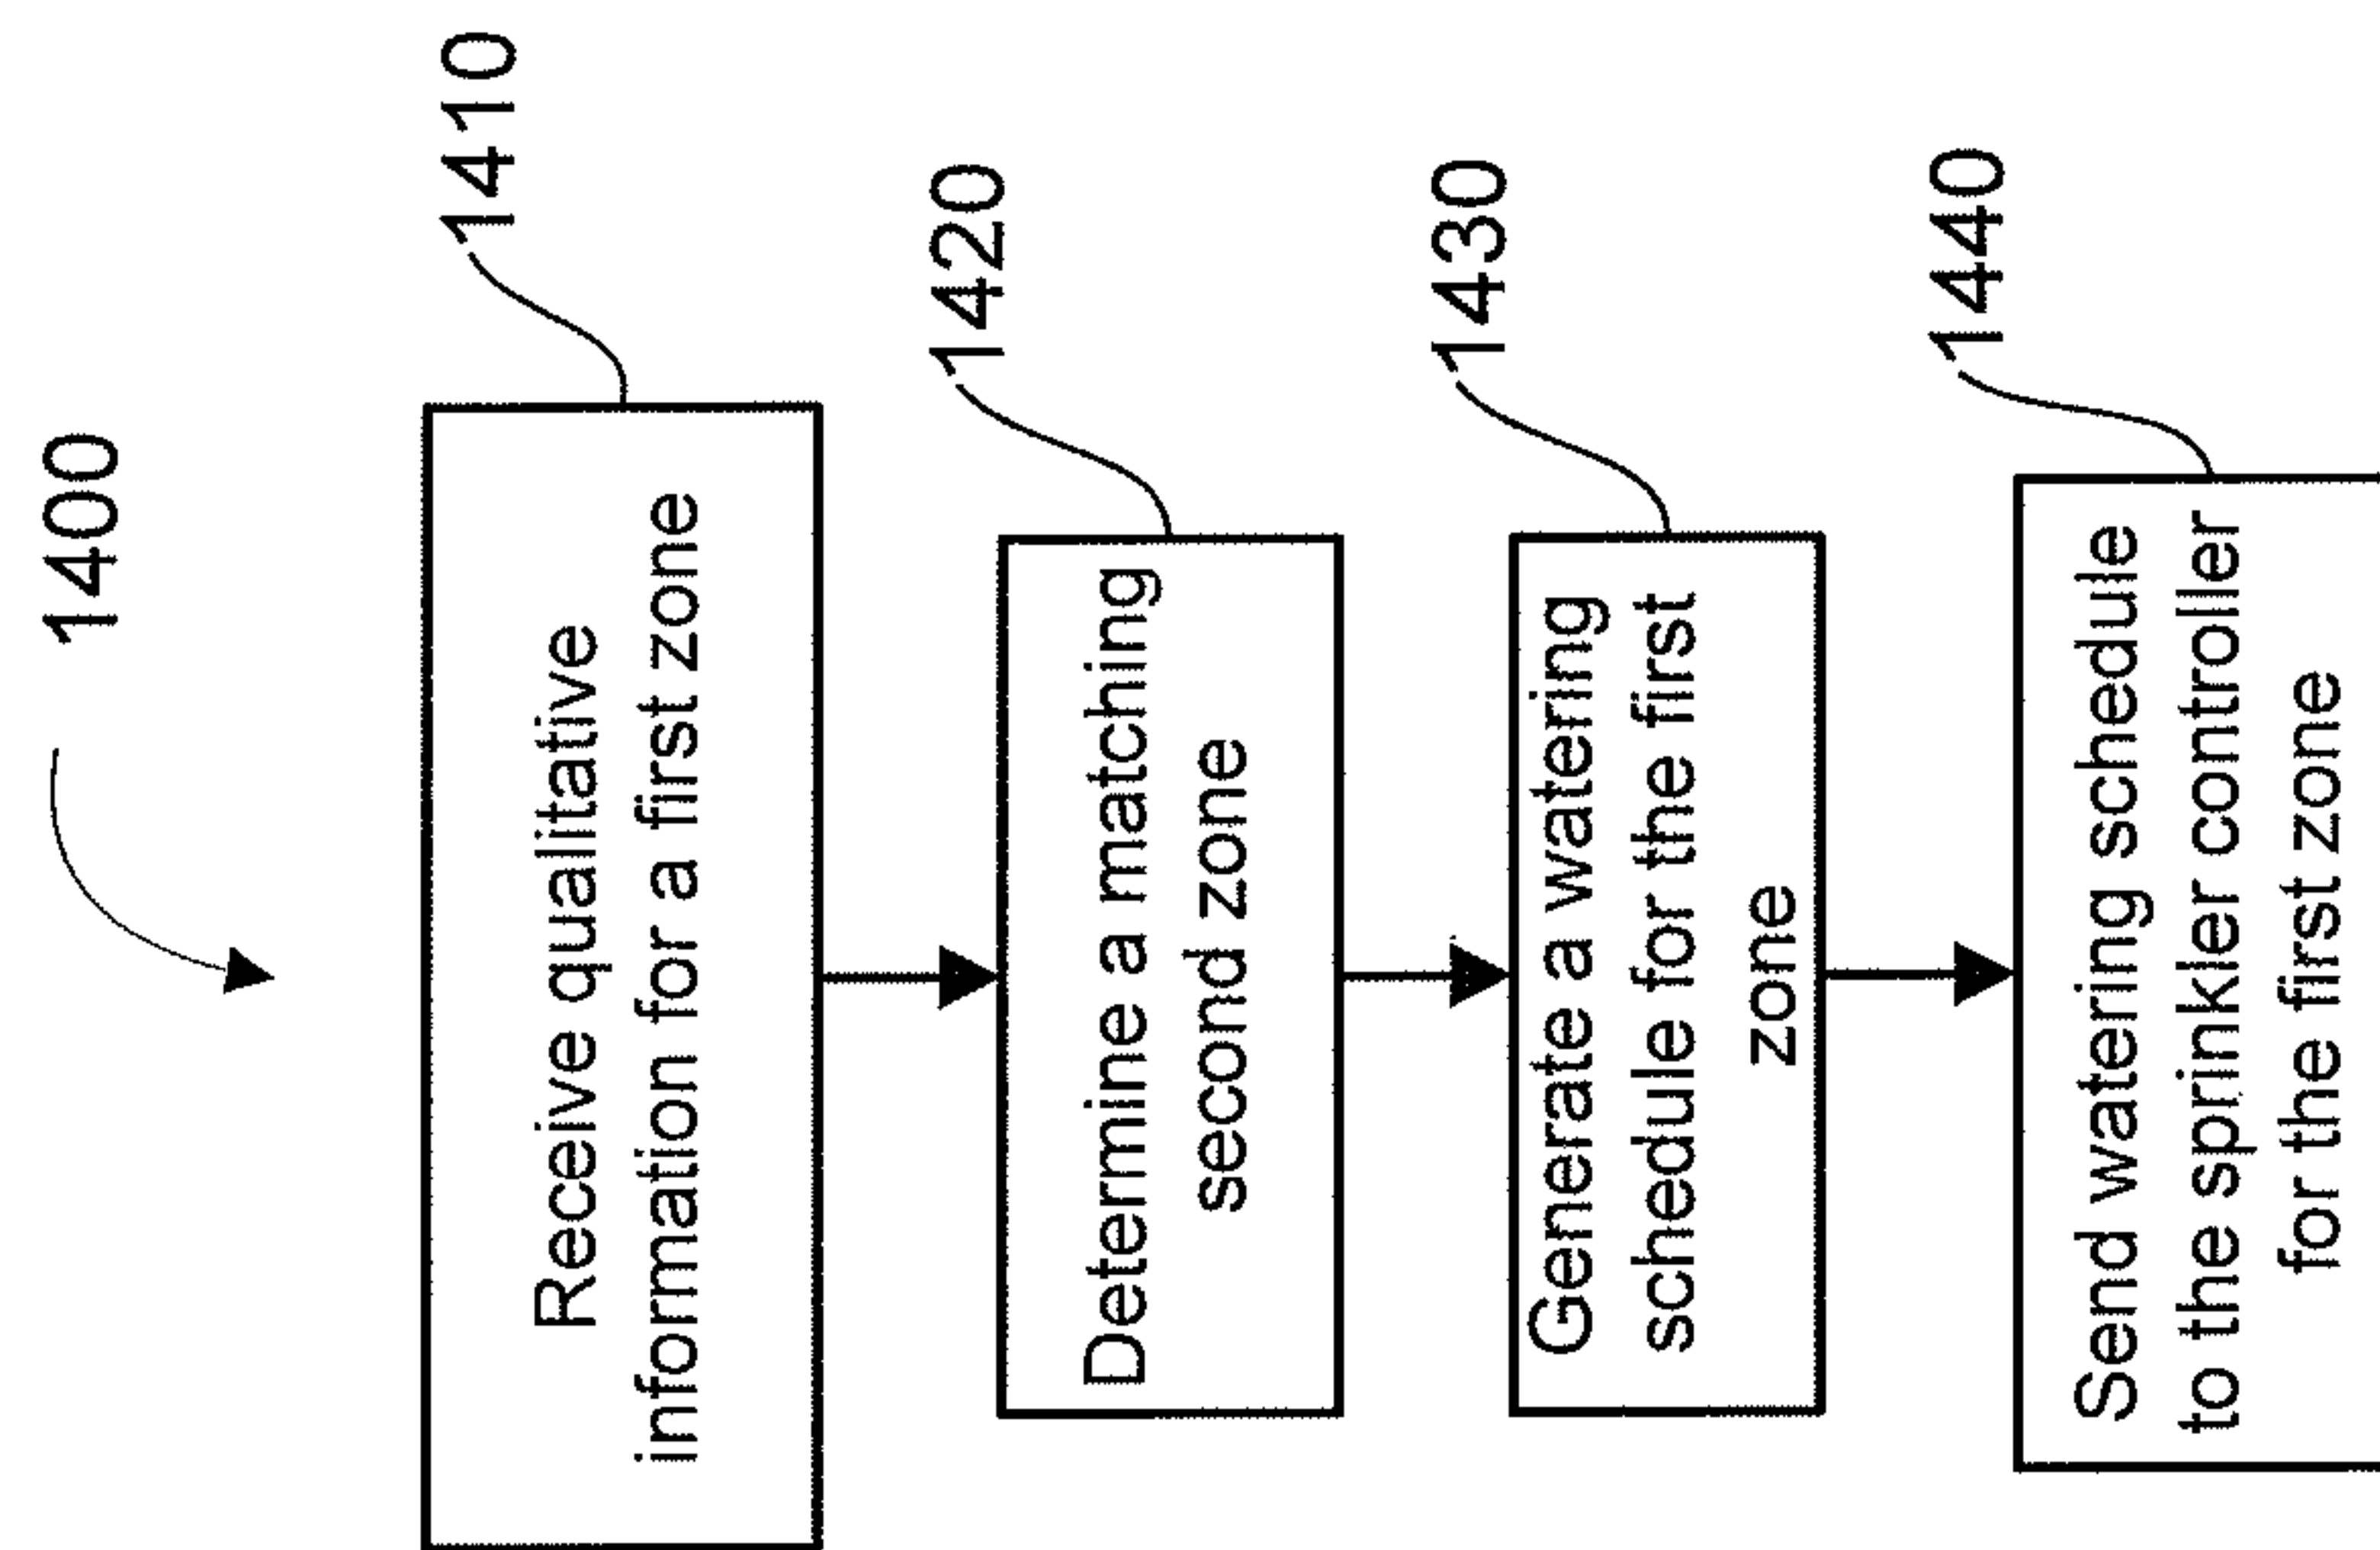 1400
1410
Receive qualitative
information for a first zone
1420
Determine a matching
second zone
1430
Generate a watering
schedule for the first
zone
1440
Send watering schedule
to the sprinkler controller
for the first zone